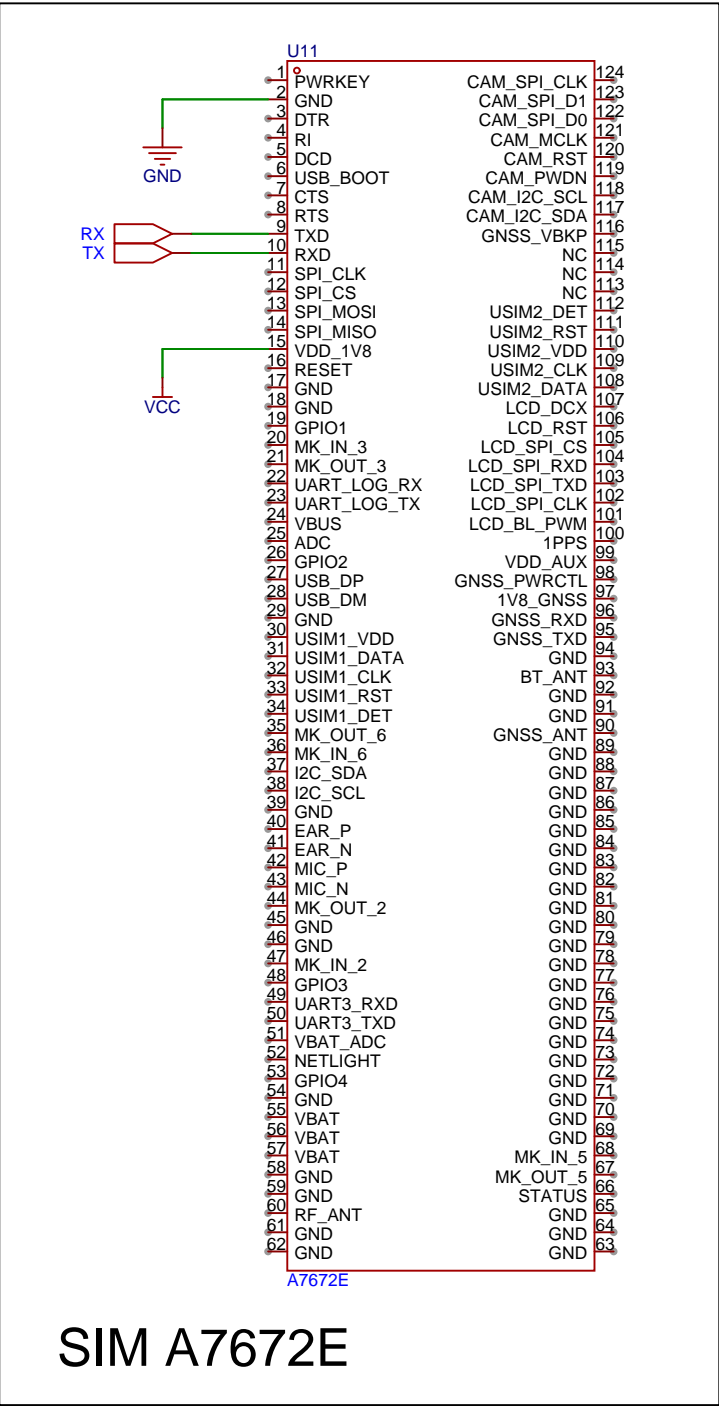 U11
1 PWRKEY CAM_SPI_CLK 124
2 GND CAM_SPI_D1 123
3 DTR CAM_SPI_D0 122
4 RI CAM_MCLK 121
5 DCD CAM_RST 120
6 USB_BOOT CAM_PWDN 119
GND
7 CTS CAM_I2C_SCL 118
8 RTS CAM_I2C_SDA 117
RX 9 TXD GNSS_VBKP 116
TX 10 RXD NC 115
11 SPI_CLK NC 114
12 SPI_CS NC 113
13 SPI_MOSI USIM2_DET 112
14 SPI_MISO USIM2_RST 111
15 VDD_1V8 USIM2_VDD 110
16 RESET USIM2_CLK 109
17 GND USIM2_DATA 108
VCC 18 GND LCD_DCX 107
19 GPIO1 LCD_RST 106
20 MK_IN_3 LCD_SPI_CS 105
21 MK_OUT_3 LCD_SPI_RXD 104
22 UART_LOG_RX LCD_SPI_TXD 103
23 UART_LOG_TX LCD_SPI_CLK 102
24 VBUS LCD_BL_PWM 101
25 ADC 1PPS 100
26 GPIO2 VDD_AUX 99
27 USB_DP GNSS_PWRCTL 98
28 USB_DM 1V8_GNSS 97
29 GND GNSS_RXD 96
30 USIM1_VDD GNSS_TXD 95
31 USIM1_DATA GND 94
32 USIM1_CLK BT_ANT 93
33 USIM1_RST GND 92
34 USIM1_DET GND 91
35 MK_OUT_6 GNSS_ANT 90
36 MK_IN_6 GND 89
37 I2C_SDA GND 88
38 I2C_SCL GND 87
39 GND GND 86
40 EAR_P GND 85
41 EAR_N GND 84
42 MIC_P GND 83
43 MIC_N GND 82
44 MK_OUT_2 GND 81
45 GND GND 80
46 GND GND 79
47 MK_IN_2 GND 78
48 GPIO3 GND 77
49 UART3_RXD GND 76
50 UART3_TXD GND 75
51 VBAT_ADC GND 74
52 NETLIGHT GND 73
53 GPIO4 GND 72
54 GND GND 71
55 VBAT GND 70
56 VBAT GND 69
57 VBAT MK_IN_5 68
58 GND MK_OUT_5 67
59 GND STATUS 66
60 RF_ANT GND 65
61 GND GND 64
62 GND GND 63
A7672E
SIM A7672E